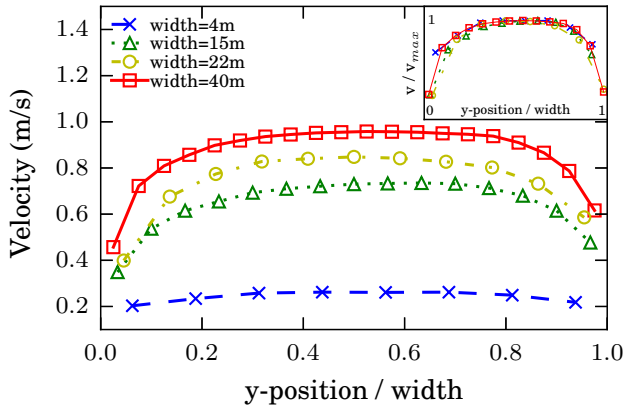 width=4m
width=15m
width=22m
width=40m
1.4
1.2
1.0
0.8
0.6
0.4
0.2
Velocity (m/s)
0.0
0.2
0.4
0.6
0.8
1.0
y-position / width
1
v / v_max
0
y-position / width
1